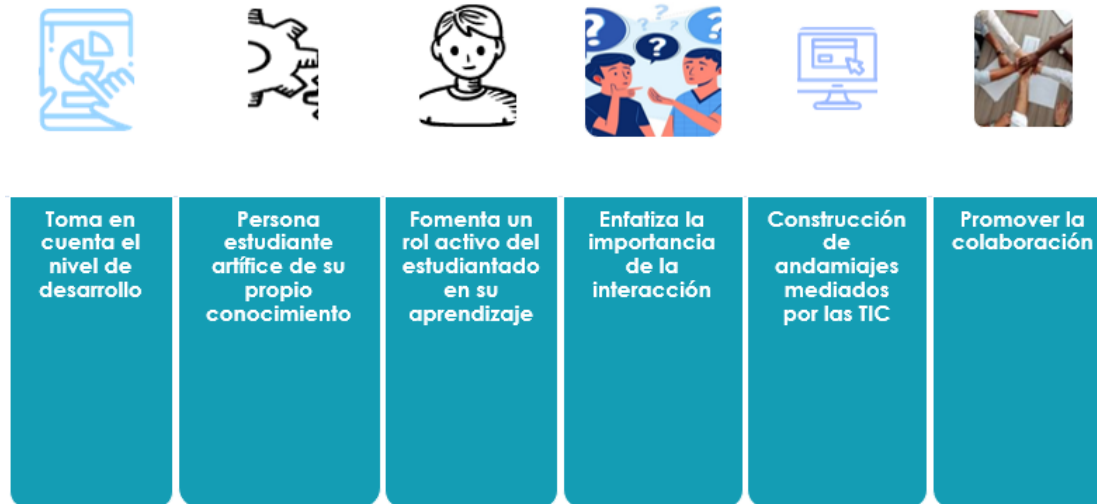 Toma en
cuenta el
nivel de
desarrollo
Persona
estudiante
artífice de su
propio
conocimiento
Fomenta un
rol activo del
estudiantado
en su
aprendizaje
Enfatiza la
importancia
de la
interacción
Construcción
de
andamiajes
mediados
por las TIC
Promover la
colaboración